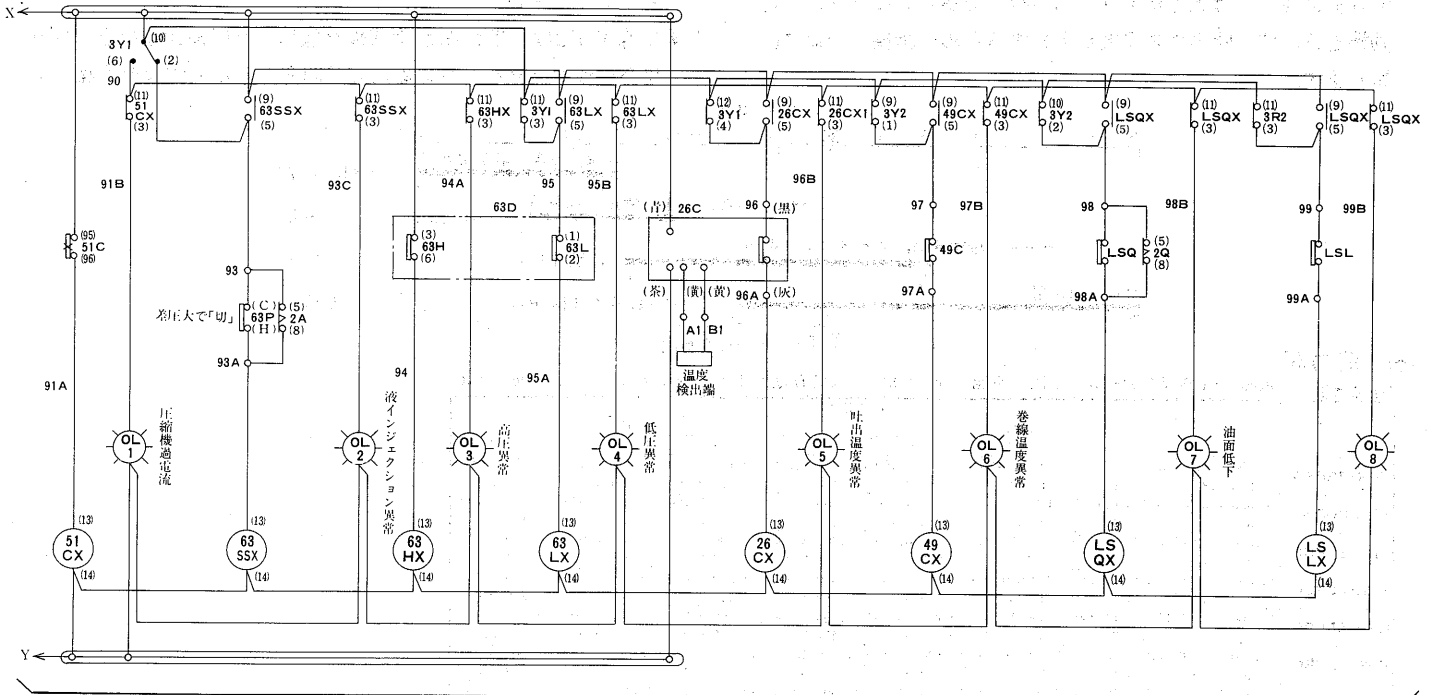 X
3Y1
(10)
(6)
(2)
90
(11)
51
CX
(3)
(9)
63SSX
(5)
(11)
63SSX
(3)
(11)
63HX
(3)
(11)
3Y1
(3)
(9)
63LX
(5)
(11)
63LX
(3)
(12)
3Y1
(4)
(9)
26CX
(5)
(11)
26CX1
(3)
(9)
3Y2
(1)
(9)
49CX
(5)
(11)
49CX
(3)
(10)
3Y2
(2)
(9)
LSQX
(5)
(11)
LSQX
(3)
(11)
3R2
(3)
(9)
LSQX
(5)
(11)
LSQX
(3)
91B
93C
94A
95
95B
96B
97B
98B
99B
63D
(青)
26C
96
(黒)
97
98
99
(95)
51C
(96)
(3)
63H
(6)
(1)
63L
(2)
49C
LSQ
(5)
2Q
(8)
LSL
93
差圧大で「切」
(C)
63P
(H)
(5)
2A
(8)
93A
(茶)
(黄)
(黄)
96A
(灰)
97A
98A
99A
A1
B1
温度
検出端
91A
94
95A
OL
1
圧縮機過電流
OL
2
液インジェクション異常
OL
3
高圧異常
OL
4
低圧異常
OL
5
吐出温度異常
OL
6
巻線温度異常
OL
7
油面低下
OL
8
(13)
51
CX
(14)
(13)
63
SSX
(14)
(13)
63
HX
(14)
(13)
63
LX
(14)
(13)
26
CX
(14)
(13)
49
CX
(14)
(13)
LS
QX
(14)
(13)
LS
LX
(14)
Y